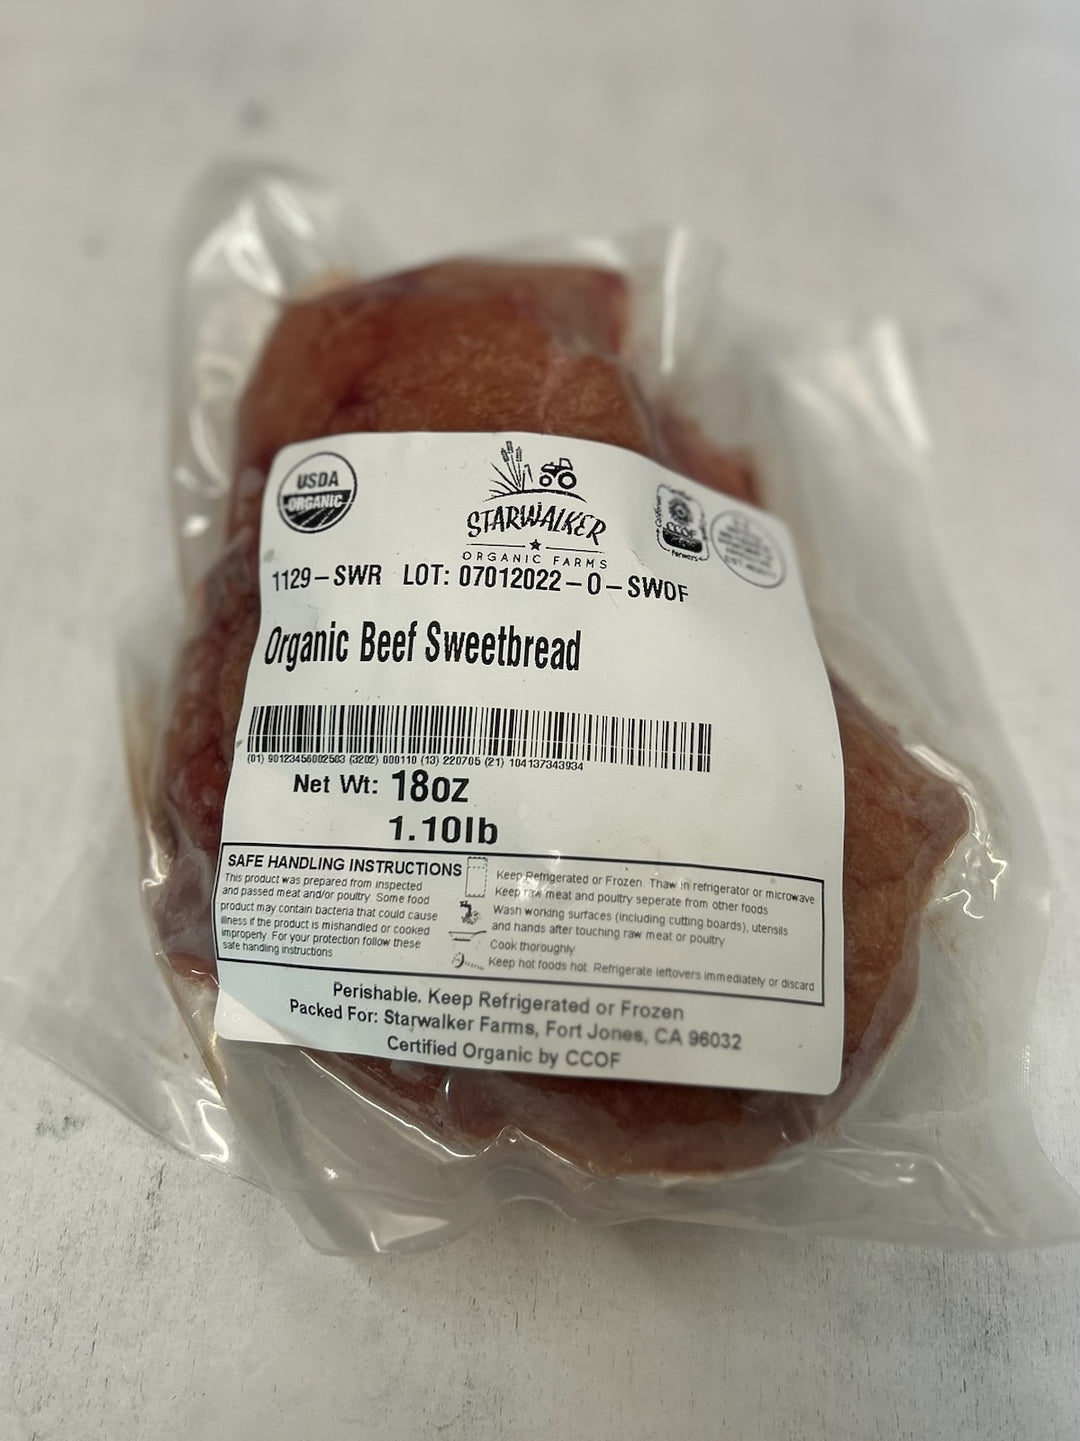 USDA
ORGANIC
STARWALKER
ORGANIC FARMS
CCOF
1129-SWR LOT: 07012022-O-SWOF
Organic Beef Sweetbread
(01) 90123456002503 (3202) 000110 (13) 220705 (21) 104137343934
Net Wt: 18oz
1.10lb
SAFE HANDLING INSTRUCTIONS
This product was prepared from inspected
and passed meat and/or poultry. Some food
product may contain bacteria that could cause
illness if the product is mishandled or cooked
improperly. For your protection follow these
safe handling instructions
Keep Refrigerated or Frozen. Thaw in refrigerator or microwave
Keep raw meat and poultry seperate from other foods
Wash working surfaces (including cutting boards), utensils
and hands after touching raw meat or poultry
Cook thoroughly
Keep hot foods hot. Refrigerate leftovers immediately or discard
Perishable. Keep Refrigerated or Frozen
Packed For: Starwalker Farms, Fort Jones, CA 96032
Certified Organic by CCOF